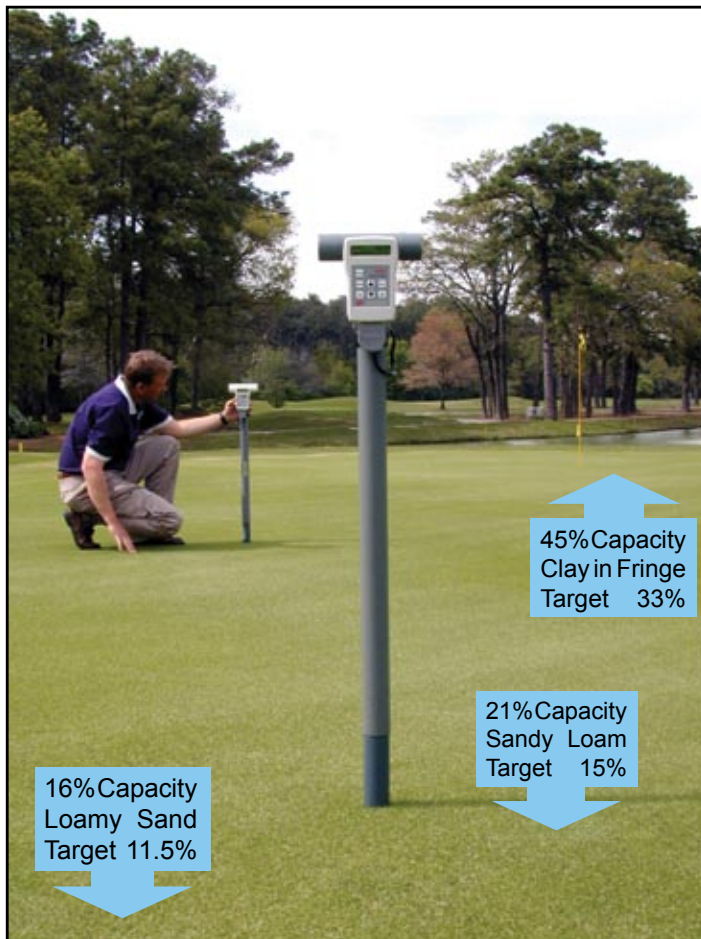 45% Capacity
Clay in Fringe
Target 33%
21% Capacity
Sandy Loam
Target 15%
16% Capacity
Loamy Sand
Target 11.5%